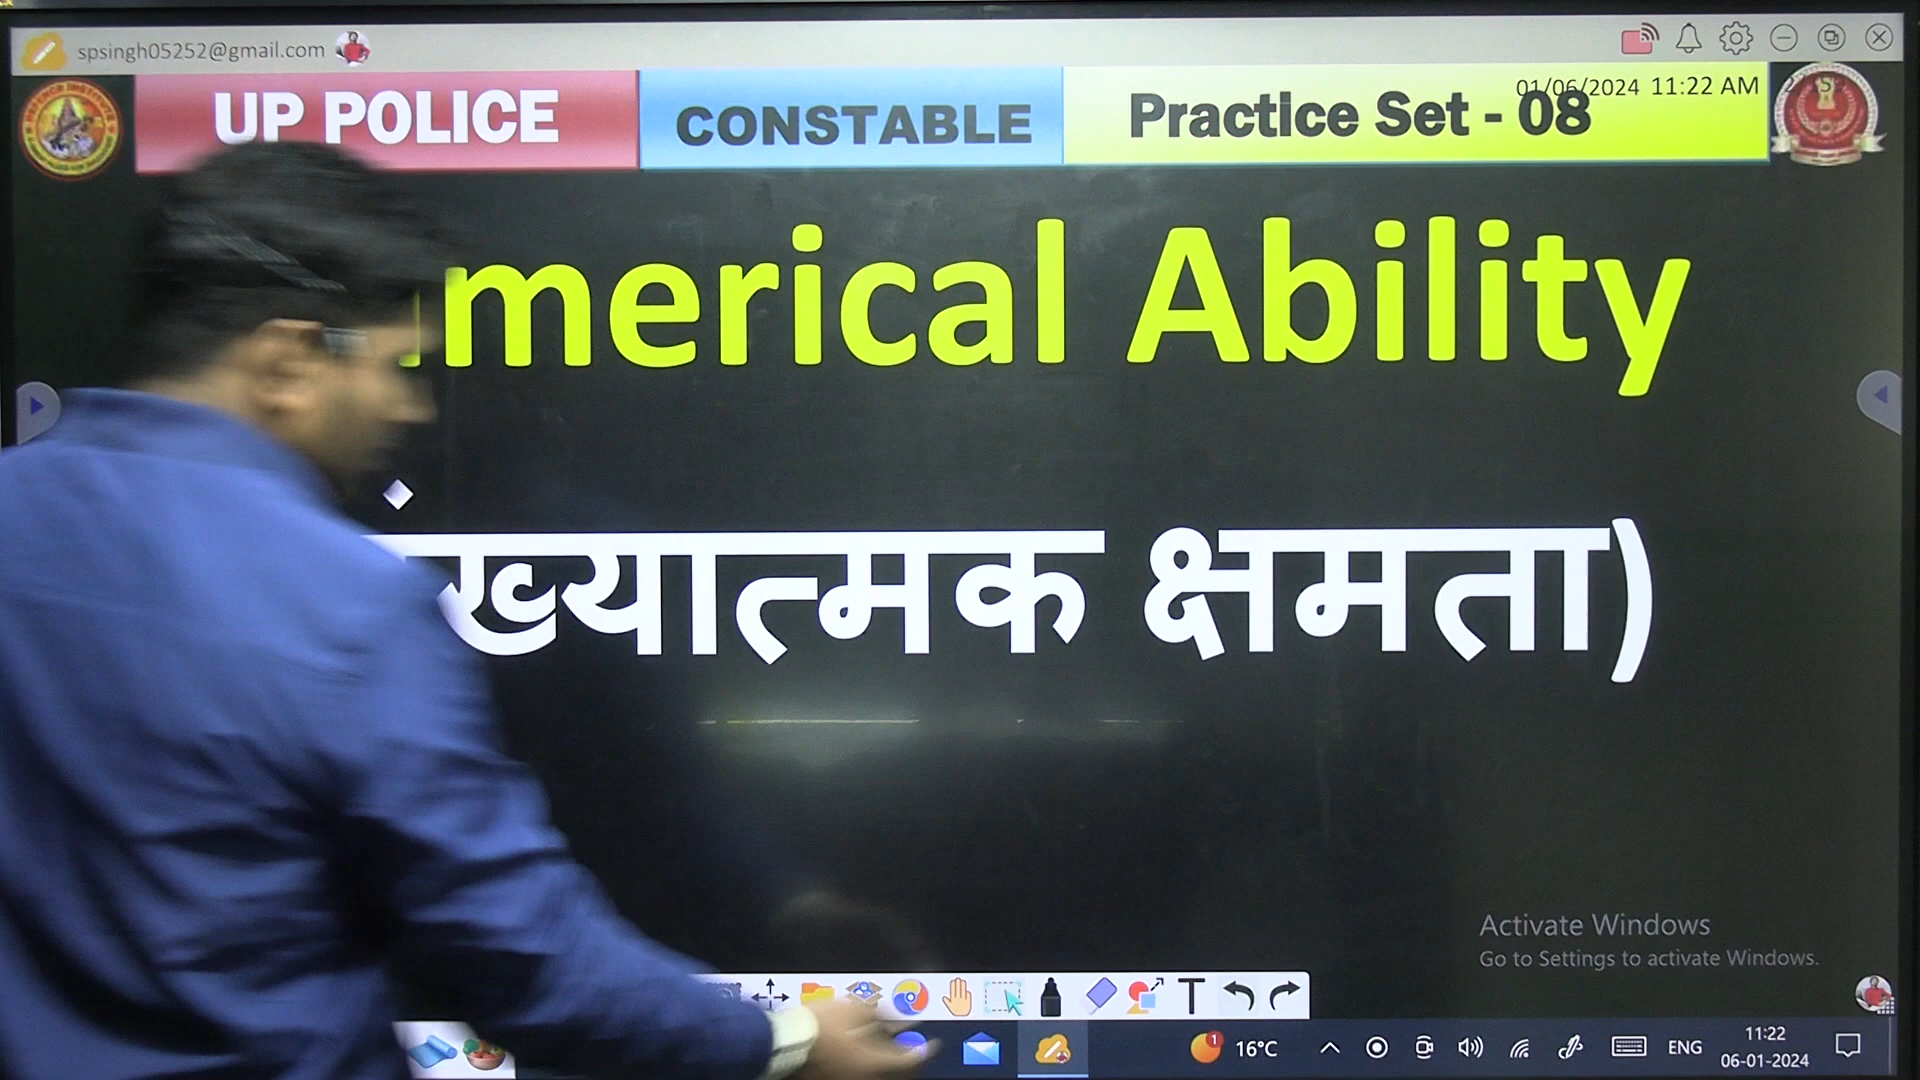 spsingh05252@gmail.com
UP POLICE
CONSTABLE
Practice Set - 08
01/06/2024 11:22 AM
merical Ability
ंख्यात्मक क्षमता)
Activate Windows
Go to Settings to activate Windows.
T
1
16°C
ENG
11:22
06-01-2024